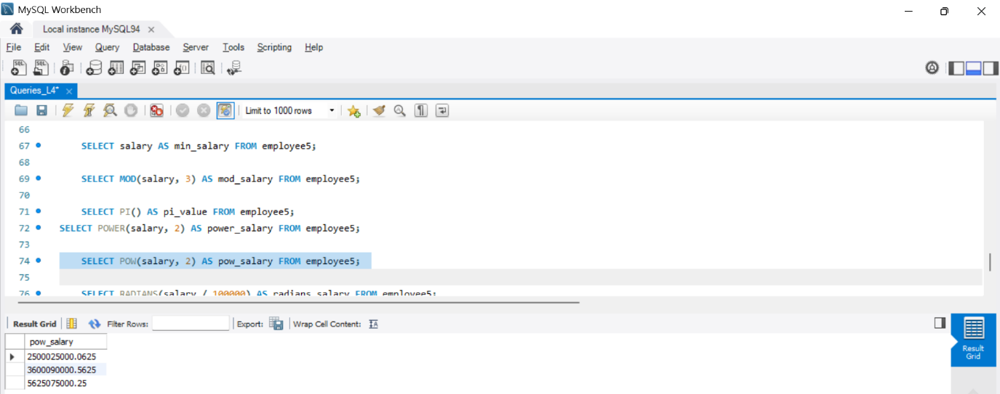 MySQL Workbench
Local instance MySQL94
File Edit View Query Database Server Tools Scripting Help
Queries_L4*
Limit to 1000 rows
66
67 SELECT salary AS min_salary FROM employee5;
68
69 SELECT MOD(salary, 3) AS mod_salary FROM employee5;
70
71 SELECT PI() AS pi_value FROM employee5;
72 SELECT POWER(salary, 2) AS power_salary FROM employee5;
73
74 SELECT POW(salary, 2) AS pow_salary FROM employee5;
75
76 SELECT RADIANS(salary / 100000) AS radians_salary FROM employee5;
Result Grid Filter Rows: Export: Wrap Cell Content:
pow_salary
2500025000.0625
3600090000.5625
5625075000.25
Result
Grid